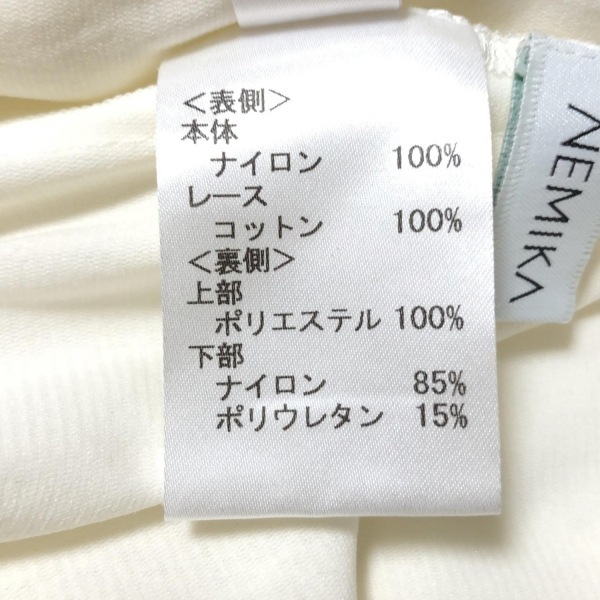 ＜表側＞
本体
ナイロン 100%
レース
コットン 100%
＜裏側＞
上部
ポリエステル 100%
下部
ナイロン 85%
ポリウレタン 15%
NEMIKA